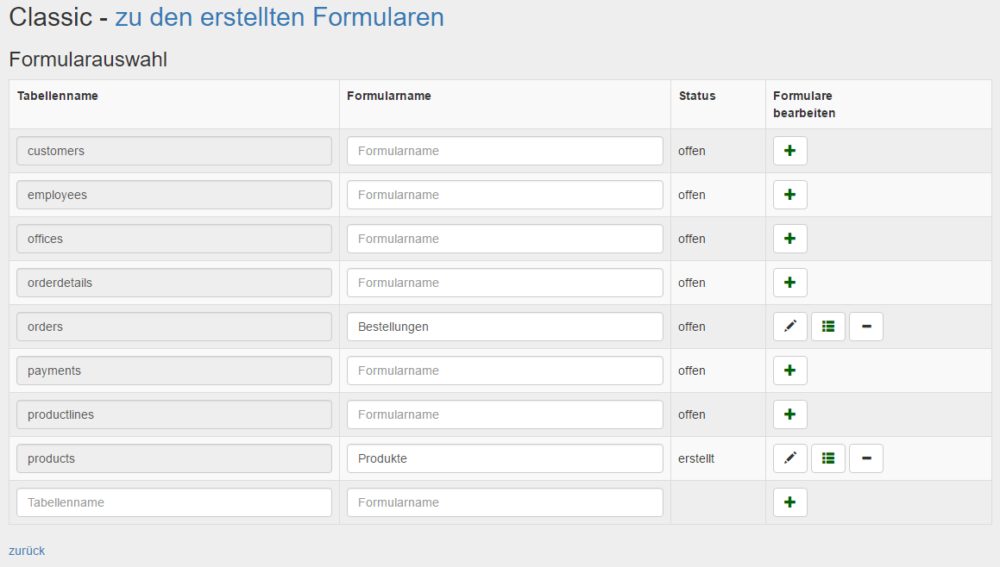 Classic - zu den erstellten Formularen
Formularauswahl
Tabellenname Formularname Status Formulare bearbeiten
customers Formularname offen
employees Formularname offen
offices Formularname offen
orderdetails Formularname offen
orders Bestellungen offen
payments Formularname offen
productlines Formularname offen
products Produkte erstellt
Tabellenname Formularname
zurück